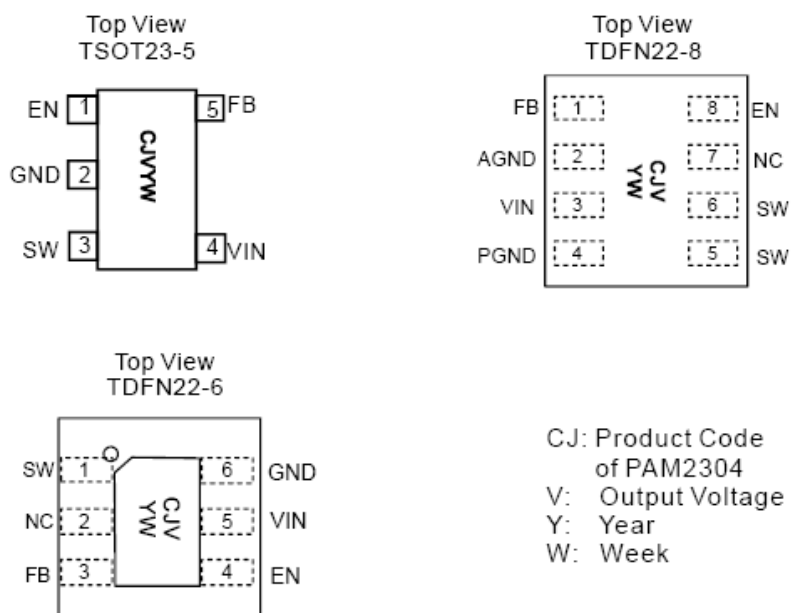 Top View
TSOT23-5
EN 1
5 FB
GND 2
CJVYW
SW 3
4 VIN
Top View
TDFN22-8
FB 1
8 EN
AGND 2
7 NC
CJV
YW
VIN 3
6 SW
PGND 4
5 SW
Top View
TDFN22-6
SW 1
6 GND
NC 2
CJV
YW
5 VIN
FB 3
4 EN
CJ: Product Code
of PAM2304
V: Output Voltage
Y: Year
W: Week